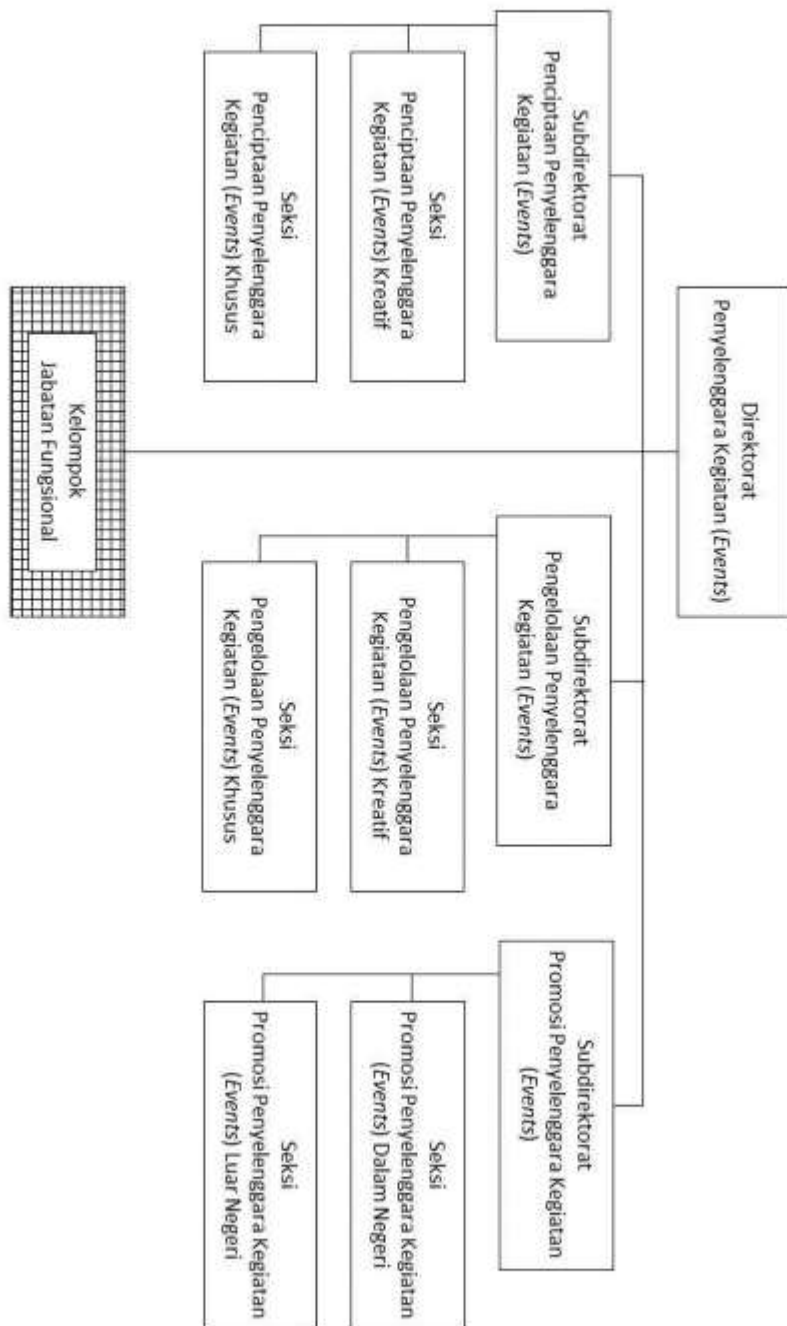 Direktorat
Penyelenggara Kegiatan (Events)
Subdirektorat
Penciptaan Penyelenggara
Kegiatan (Events)
Seksi
Penciptaan Penyelenggara
Kegiatan (Events) Kreatif
Seksi
Penciptaan Penyelenggara
Kegiatan (Events) Khusus
Subdirektorat
Pengelolaan Penyelenggara
Kegiatan (Events)
Seksi
Pengelolaan Penyelenggara
Kegiatan (Events) Kreatif
Seksi
Pengelolaan Penyelenggara
Kegiatan (Events) Khusus
Subdirektorat
Promosi Penyelenggara Kegiatan
(Events)
Seksi
Promosi Penyelenggara Kegiatan
(Events) Dalam Negeri
Seksi
Promosi Penyelenggara Kegiatan
(Events) Luar Negeri
Kelompok
Jabatan Fungsional